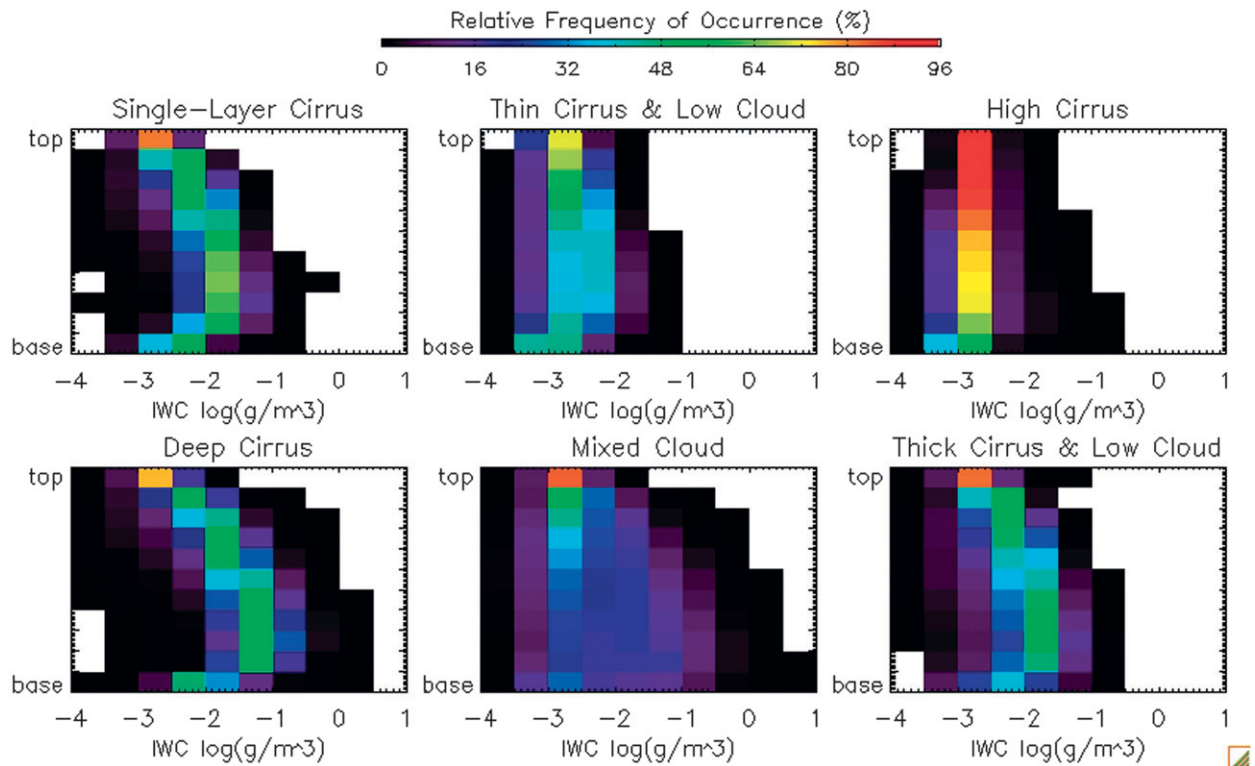 Relative Frequency of Occurrence (%)
0 16 32 48 64 80 96
Single-Layer Cirrus
Thin Cirrus & Low Cloud
High Cirrus
top
base
-4 -3 -2 -1 0 1
IWC log(g/m^3)
top
base
-4 -3 -2 -1 0 1
IWC log(g/m^3)
top
base
-4 -3 -2 -1 0 1
IWC log(g/m^3)
Deep Cirrus
Mixed Cloud
Thick Cirrus & Low Cloud
top
base
-4 -3 -2 -1 0 1
IWC log(g/m^3)
top
base
-4 -3 -2 -1 0 1
IWC log(g/m^3)
top
base
-4 -3 -2 -1 0 1
IWC log(g/m^3)